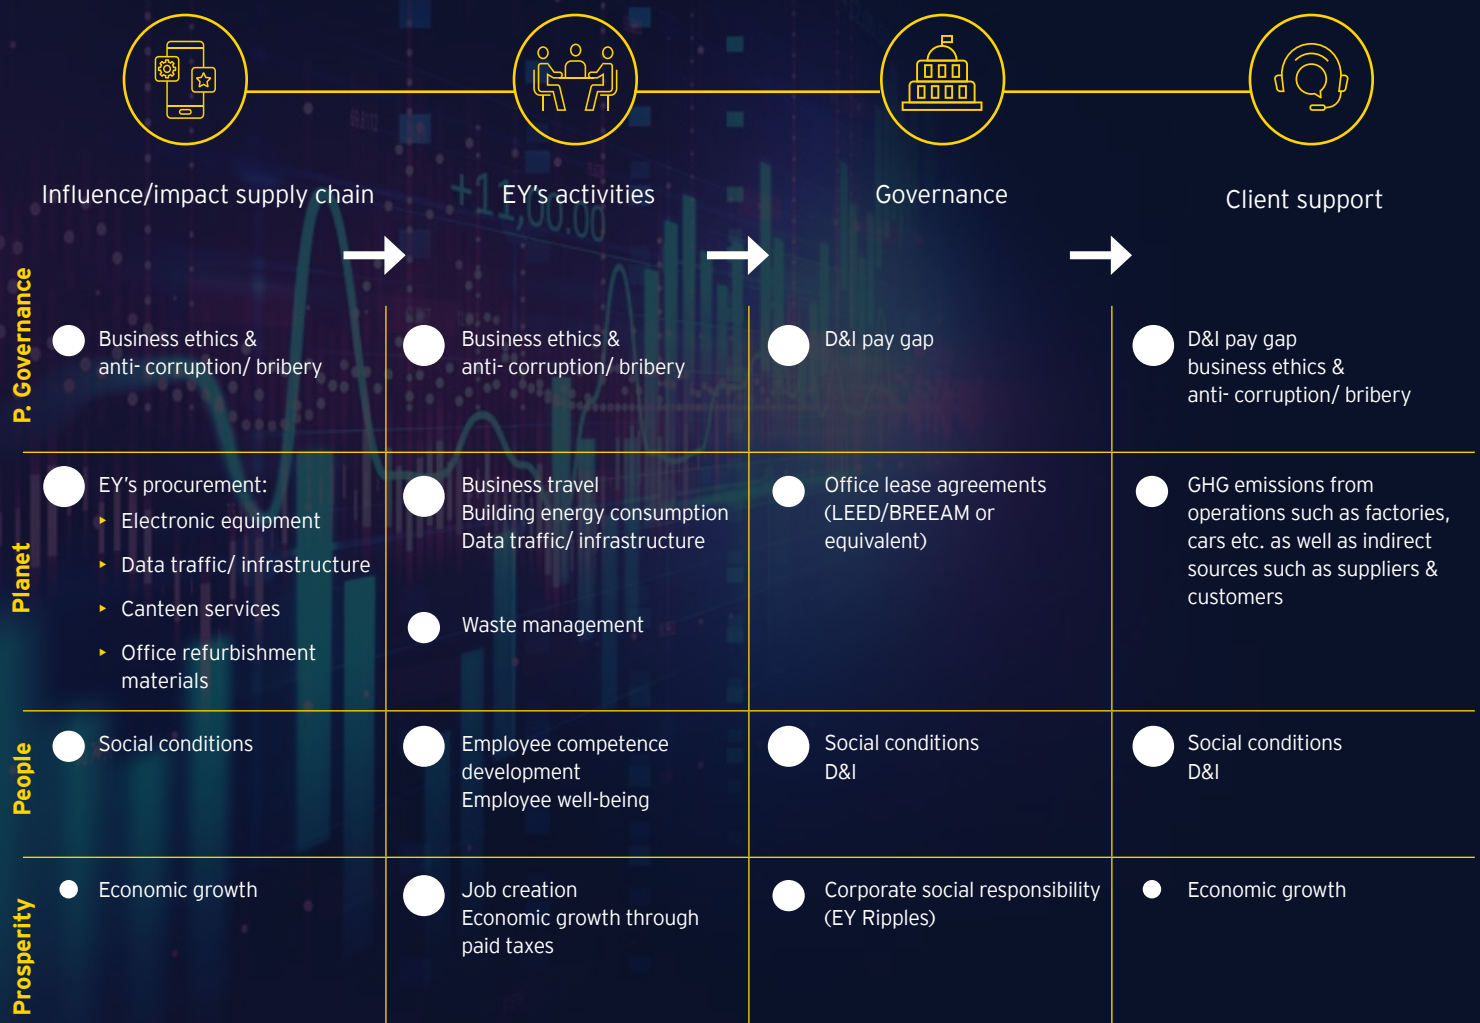 Influence/impact supply chain
EY's activities
Governance
Client support
+11,00.00
P. Governance
Business ethics &
anti- corruption/ bribery
Business ethics &
anti- corruption/ bribery
D&I pay gap
D&I pay gap
business ethics &
anti- corruption/ bribery
Planet
EY's procurement:
▸ Electronic equipment
▸ Data traffic/ infrastructure
▸ Canteen services
▸ Office refurbishment
materials
Business travel
Building energy consumption
Data traffic/ infrastructure
Waste management
Office lease agreements
(LEED/BREEAM or
equivalent)
GHG emissions from
operations such as factories,
cars etc. as well as indirect
sources such as suppliers &
customers
People
Social conditions
Employee competence
development
Employee well-being
Social conditions
D&I
Social conditions
D&I
Prosperity
Economic growth
Job creation
Economic growth through
paid taxes
Corporate social responsibility
(EY Ripples)
Economic growth